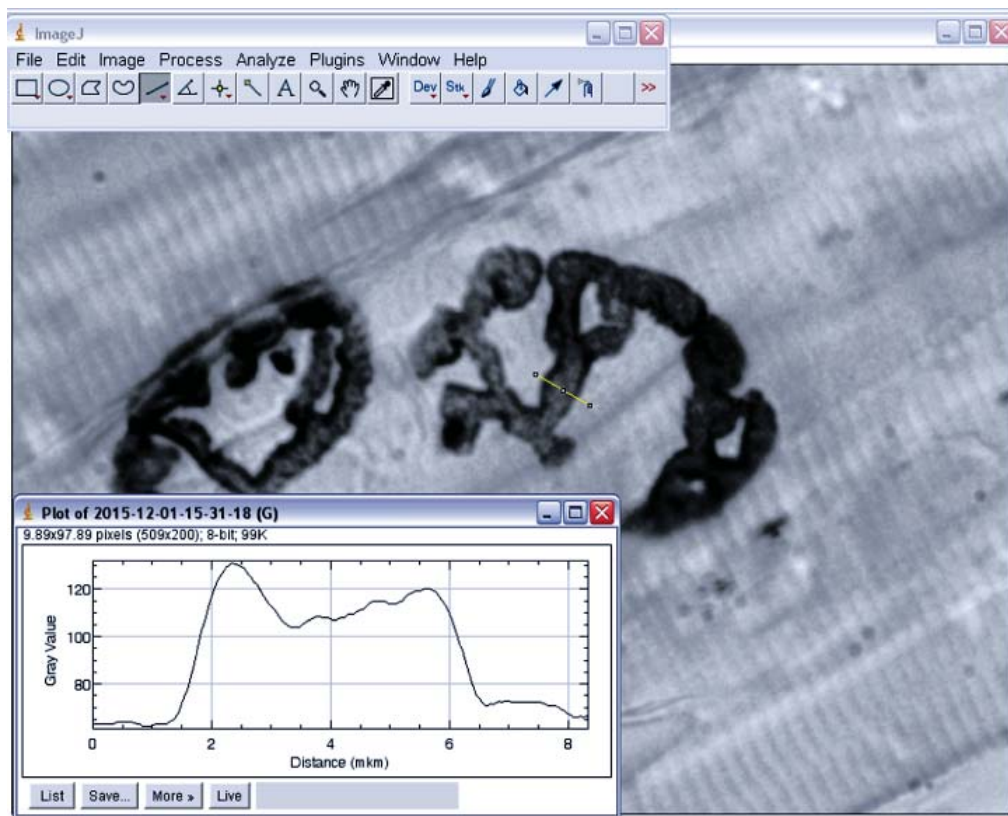 ImageJ
File Edit Image Process Analyze Plugins Window Help
A Dev Stk >>
Plot of 2015-12-01-15-31-18 (G)
9.89x97.89 pixels (509x200); 8-bit; 99K
120
100
80
Gray Value
0 2 4 6 8
Distance (mkm)
List Save... More » Live